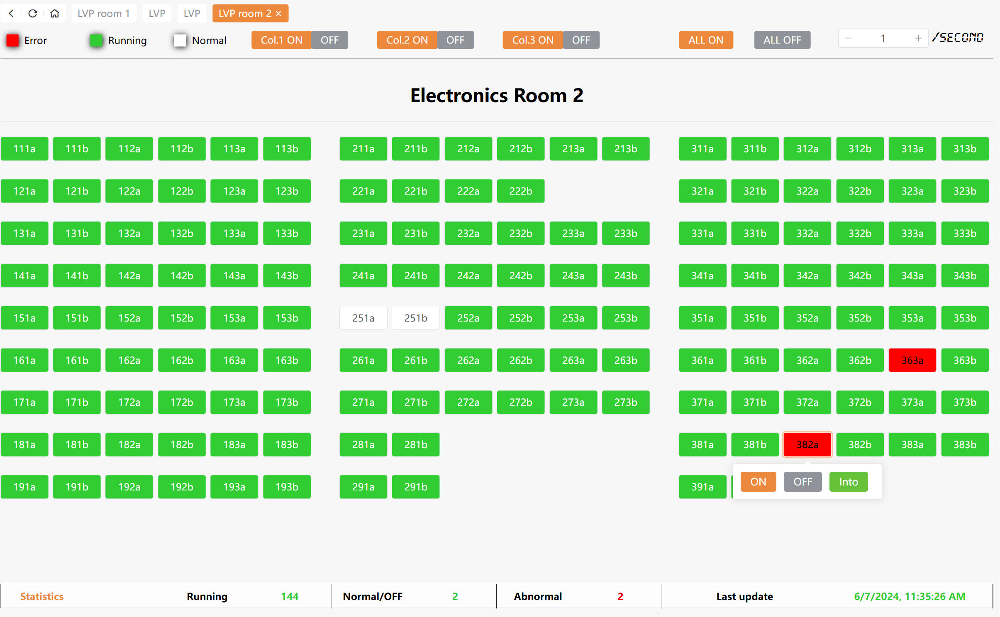 LVP room 1 LVP LVP LVP room 2 ×
Error Running Normal Col.1 ON OFF Col.2 ON OFF Col.3 ON OFF ALL ON ALL OFF − 1 + /SECOND
Electronics Room 2
111a 111b 112a 112b 113a 113b 211a 211b 212a 212b 213a 213b 311a 311b 312a 312b 313a 313b
121a 121b 122a 122b 123a 123b 221a 221b 222a 222b 321a 321b 322a 322b 323a 323b
131a 131b 132a 132b 133a 133b 231a 231b 232a 232b 233a 233b 331a 331b 332a 332b 333a 333b
141a 141b 142a 142b 143a 143b 241a 241b 242a 242b 243a 243b 341a 341b 342a 342b 343a 343b
151a 151b 152a 152b 153a 153b 251a 251b 252a 252b 253a 253b 351a 351b 352a 352b 353a 353b
161a 161b 162a 162b 163a 163b 261a 261b 262a 262b 263a 263b 361a 361b 362a 362b 363a 363b
171a 171b 172a 172b 173a 173b 271a 271b 272a 272b 273a 273b 371a 371b 372a 372b 373a 373b
181a 181b 182a 182b 183a 183b 281a 281b 381a 381b 382a 382b 383a 383b
191a 191b 192a 192b 193a 193b 291a 291b 391a ON OFF Into
Statistics Running 144 Normal/OFF 2 Abnormal 2 Last update 6/7/2024, 11:35:26 AM